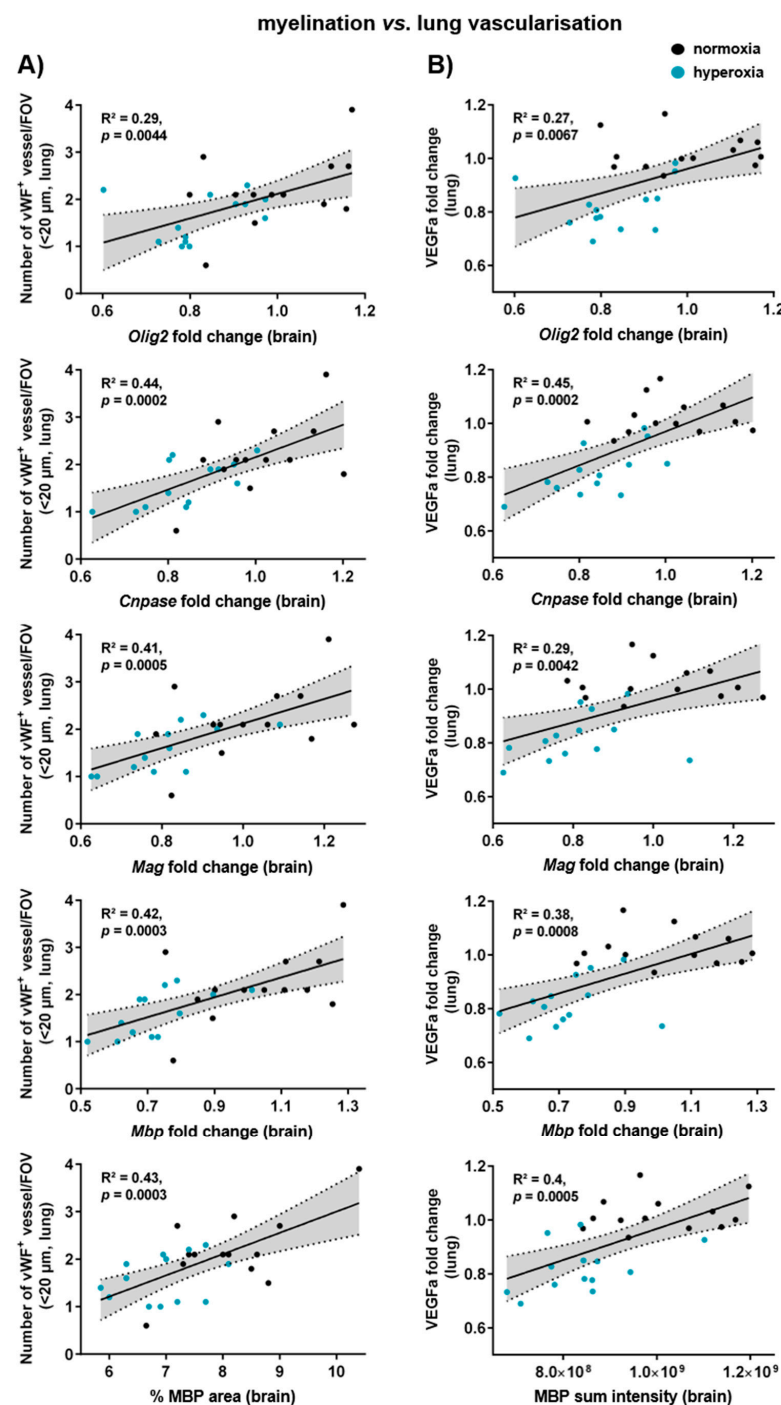 myelination vs. lung vascularisation
normoxia
hyperoxia
A)
Number of vWF⁺ vessel/FOV
(<20 µm, lung)
4
3
2
1
0
R² = 0.29,
p = 0.0044
0.6 0.8 1.0 1.2
Olig2 fold change (brain)
B)
VEGFa fold change
(lung)
1.2
1.0
0.8
0.6
R² = 0.27,
p = 0.0067
0.6 0.8 1.0 1.2
Olig2 fold change (brain)
Number of vWF⁺ vessel/FOV
(<20 µm, lung)
4
3
2
1
0
R² = 0.44,
p = 0.0002
0.6 0.8 1.0 1.2
Cnpase fold change (brain)
VEGFa fold change
(lung)
1.2
1.0
0.8
0.6
R² = 0.45,
p = 0.0002
0.6 0.8 1.0 1.2
Cnpase fold change (brain)
Number of vWF⁺ vessel/FOV
(<20 µm, lung)
4
3
2
1
0
R² = 0.41,
p = 0.0005
0.6 0.8 1.0 1.2
Mag fold change (brain)
VEGFa fold change
(lung)
1.2
1.0
0.8
0.6
R² = 0.29,
p = 0.0042
0.6 0.8 1.0 1.2
Mag fold change (brain)
Number of vWF⁺ vessel/FOV
(<20 µm, lung)
4
3
2
1
0
R² = 0.42,
p = 0.0003
0.5 0.7 0.9 1.1 1.3
Mbp fold change (brain)
VEGFa fold change
(lung)
1.2
1.0
0.8
0.6
R² = 0.38,
p = 0.0008
0.5 0.7 0.9 1.1 1.3
Mbp fold change (brain)
Number of vWF⁺ vessel/FOV
(<20 µm, lung)
4
3
2
1
0
R² = 0.43,
p = 0.0003
6 7 8 9 10
% MBP area (brain)
VEGFa fold change
(lung)
1.2
1.0
0.8
0.6
R² = 0.4,
p = 0.0005
8.0×10⁸ 1.0×10⁹ 1.2×10⁹
MBP sum intensity (brain)